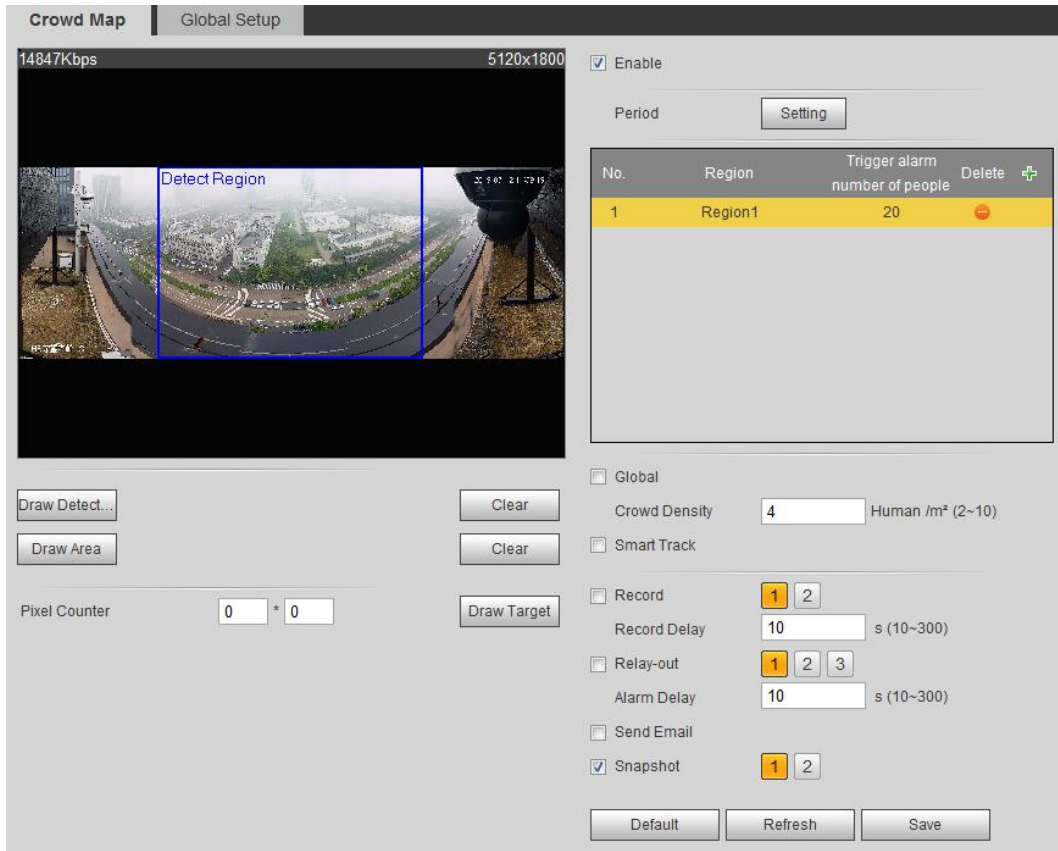 Crowd Map
Global Setup
14847Kbps
5120x1800
Detect Region
Draw Detect...
Clear
Draw Area
Clear
Pixel Counter
0 * 0
Draw Target
Enable
Period
Setting
No.
Region
Trigger alarm
number of people
Delete
1
Region1
20
Global
Crowd Density
4
Human /m² (2~10)
Smart Track
Record
1 2
Record Delay
10
s (10~300)
Relay-out
1 2 3
Alarm Delay
10
s (10~300)
Send Email
Snapshot
1 2
Default
Refresh
Save